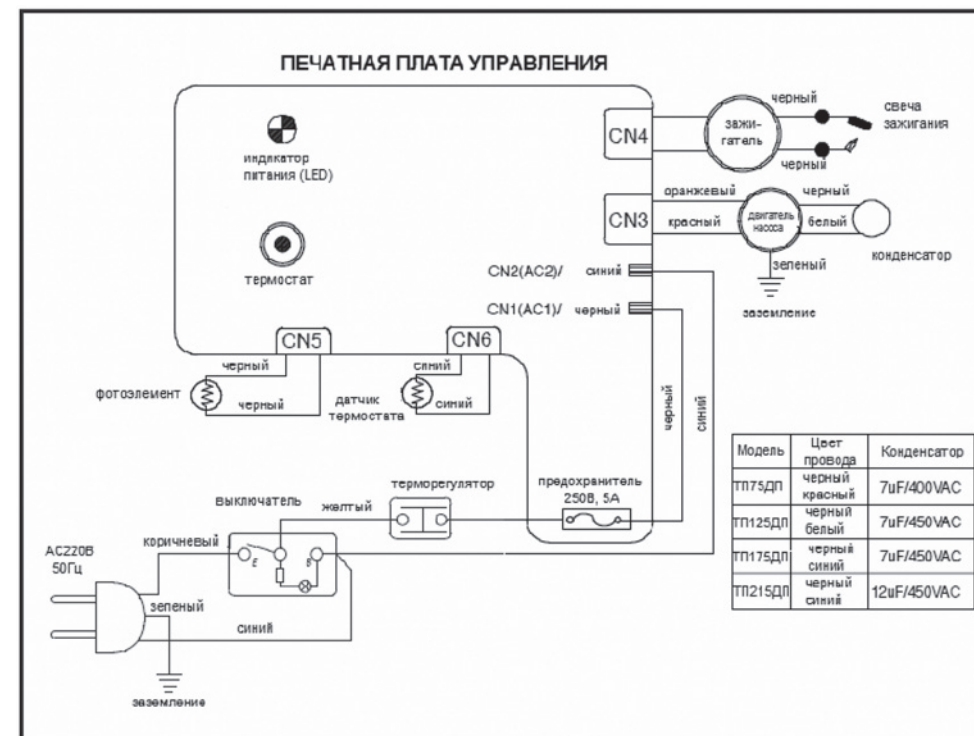 ПЕЧАТНАЯ ПЛАТА УПРАВЛЕНИЯ
индикатор
питания (LED)
термостат
CN4
черный
зажи-
гатель
черный
свеча
зажигания
CN3
оранжевый
красный
двигатель
насоса
черный
белый
зеленый
конденсатор
заземление
CN2(AC2)/ синий
CN1(AC1)/ черный
CN5
черный
черный
фотоэлемент
CN6
синий
синий
датчик
термостата
черный
синий
предохранитель
250В, 5А
терморегулятор
желтый
выключатель
E
B
AC220В
50Гц
коричневый
зеленый
синий
заземление
Модель Цвет провода Конденсатор
ТП75ДП черный красный 7uF/400VAC
ТП125ДП черный белый 7uF/450VAC
ТП175ДП черный синий 7uF/450VAC
ТП215ДП черный синий 12uF/450VAC